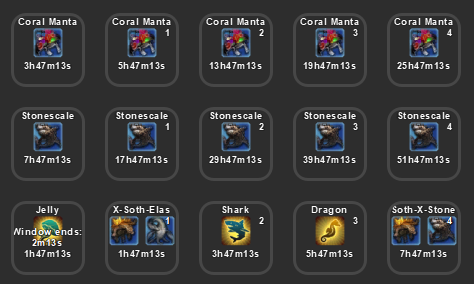 Coral Manta
3h47m13s
Coral Manta
1
5h47m13s
Coral Manta
2
13h47m13s
Coral Manta
3
19h47m13s
Coral Manta
4
25h47m13s
Stonescale
7h47m13s
Stonescale
1
17h47m13s
Stonescale
2
29h47m13s
Stonescale
3
39h47m13s
Stonescale
4
51h47m13s
Jelly
Window ends:
2m13s
1h47m13s
X-Soth-Elas
1
1h47m13s
Shark
2
3h47m13s
Dragon
3
5h47m13s
Soth-X-Stone
4
7h47m13s